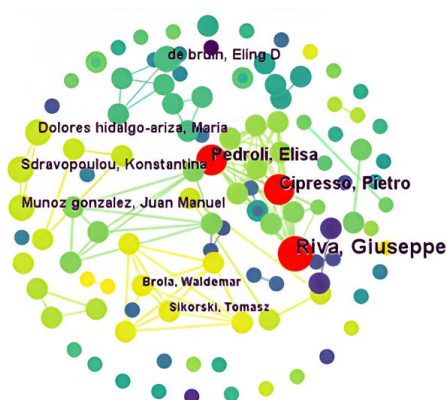 de bruin, Eling D
Dolores hidalgo-ariza, Maria
Pedroli, Elisa
Sdravopoulou, Konstantina
Cipresso, Pietro
Munoz gonzalez, Juan Manuel
Riva, Giuseppe
Brola, Waldemar
Sikorski, Tomasz